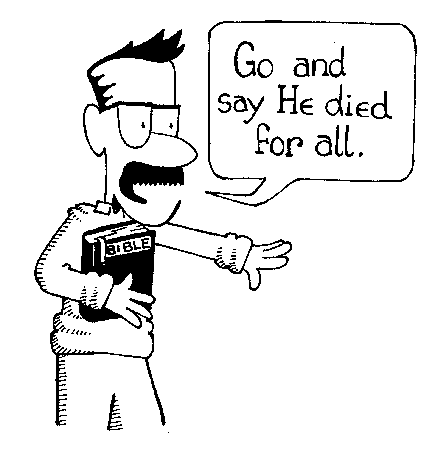 Go and
say He died
for all.
BIBLE